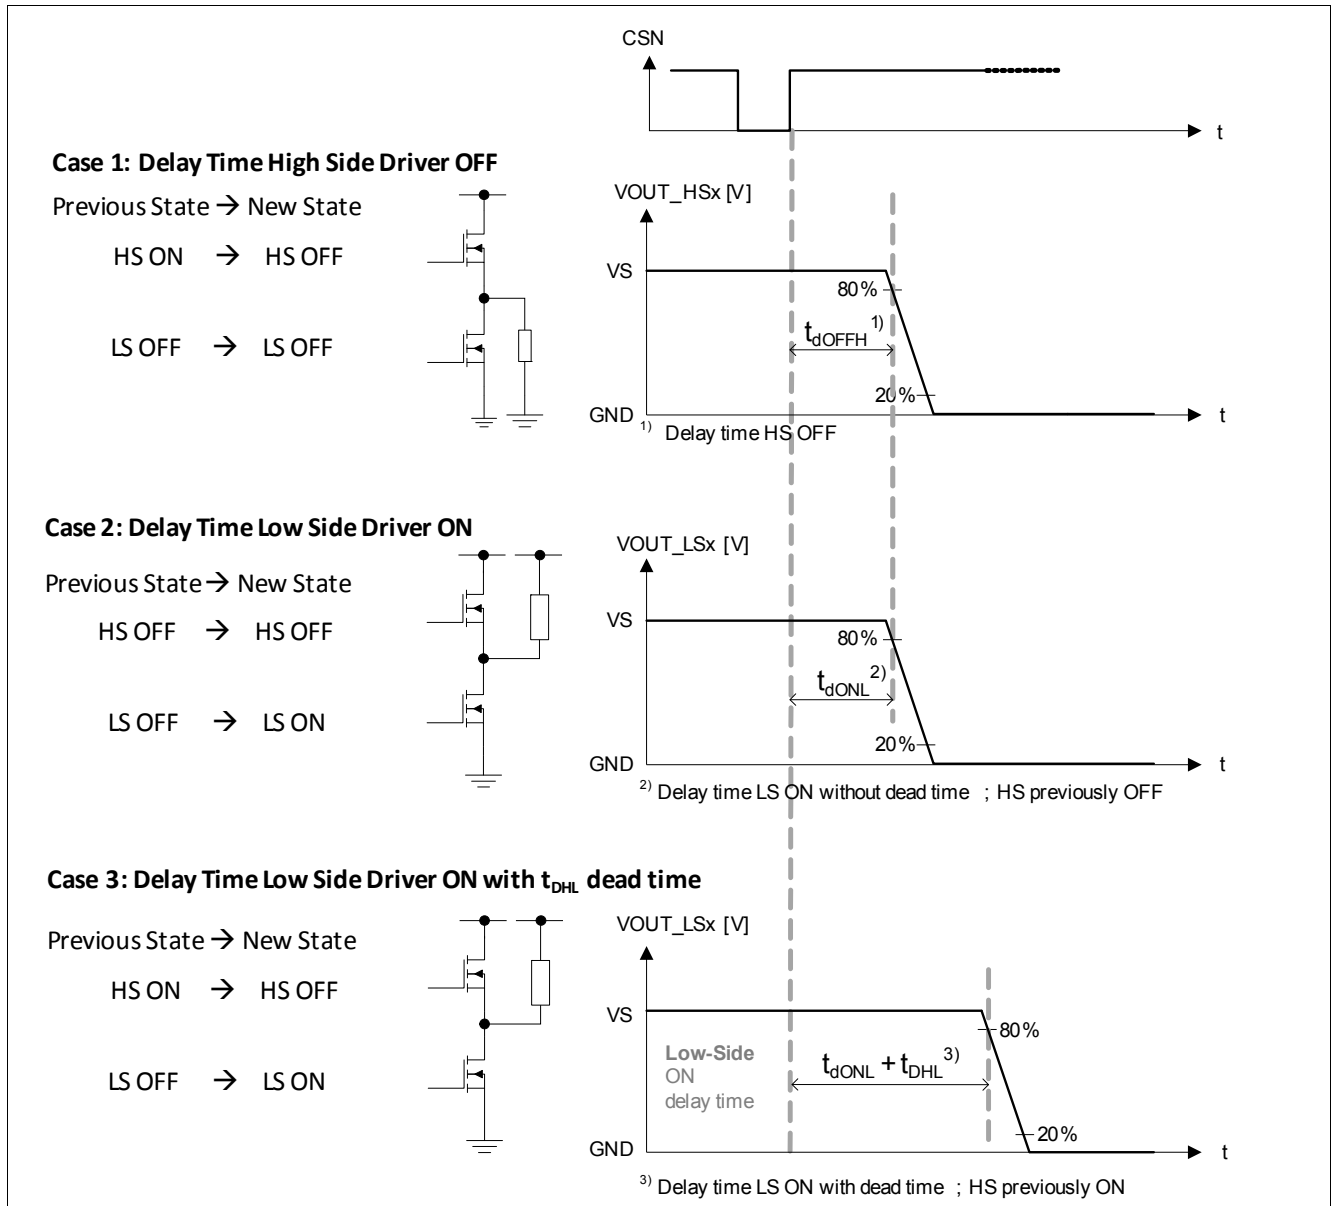 CSN
t
Case 1: Delay Time High Side Driver OFF
Previous State → New State
HS ON → HS OFF
LS OFF → LS OFF
VOUT_HSx [V]
VS
80%
tdOFFH 1)
20%
GND
t
1) Delay time HS OFF
Case 2: Delay Time Low Side Driver ON
Previous State → New State
HS OFF → HS OFF
LS OFF → LS ON
VOUT_LSx [V]
VS
80%
tdONL 2)
20%
GND
t
2) Delay time LS ON without dead time ; HS previously OFF
Case 3: Delay Time Low Side Driver ON with tDHL dead time
Previous State → New State
HS ON → HS OFF
LS OFF → LS ON
VOUT_LSx [V]
VS
80%
Low-Side
ON
delay time
tdONL + tDHL 3)
20%
GND
t
3) Delay time LS ON with dead time ; HS previously ON